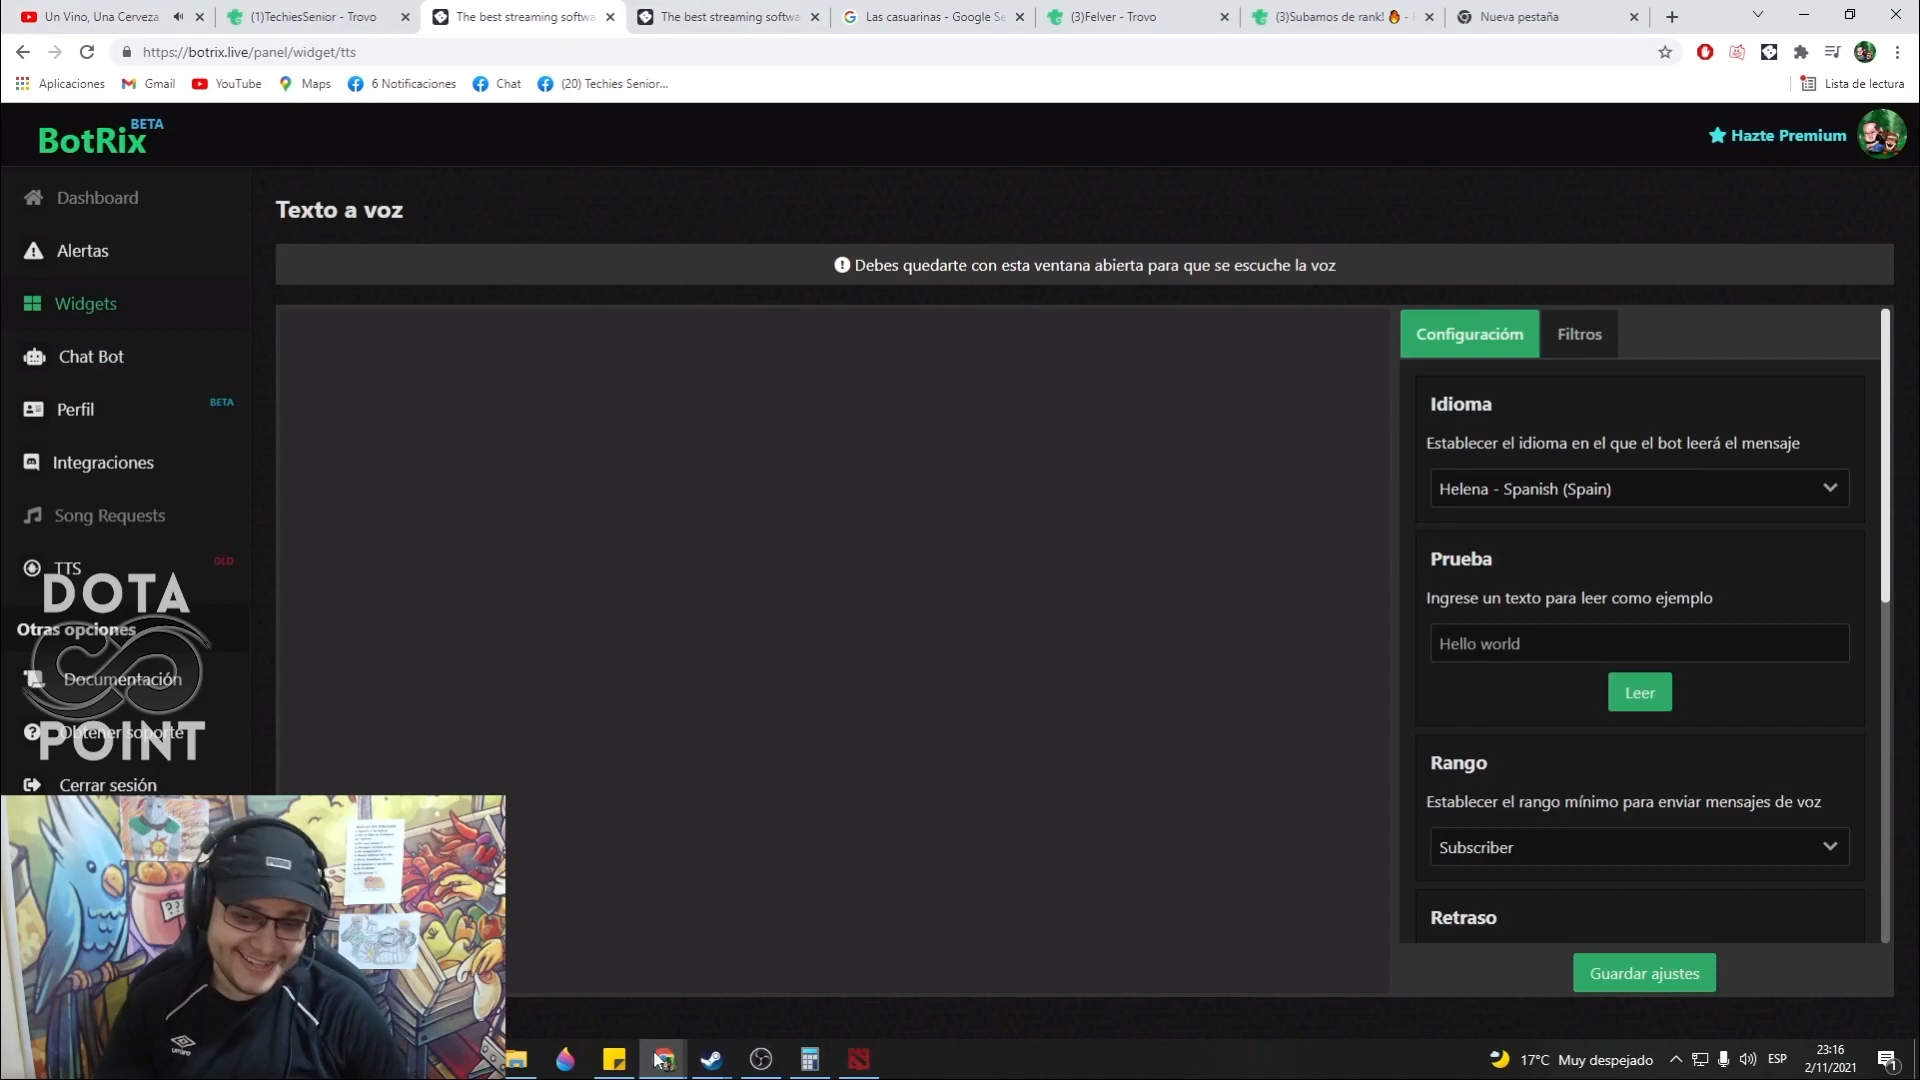 Un Vino, Una Cerveza
(1)TechiesSenior - Trovo
The best streaming softwa
The best streaming softwa
Las casuarinas - Google Se
(3)Felver - Trovo
(3)Subamos de rank!
Nueva pestaña
https://botrix.live/panel/widget/tts
Aplicaciones
Gmail
YouTube
Maps
6 Notificaciones
Chat
(20) Techies Senior...
Lista de lectura
BotRix BETA
Hazte Premium
Dashboard
Alertas
Widgets
Chat Bot
Perfil BETA
Integraciones
Song Requests
TTS OLD
Otras opciones
Documentación
Obtener soporte
Cerrar sesión
DOTA
POINT
Texto a voz
Debes quedarte con esta ventana abierta para que se escuche la voz
Configuracióm
Filtros
Idioma
Establecer el idioma en el que el bot leerá el mensaje
Helena - Spanish (Spain)
Prueba
Ingrese un texto para leer como ejemplo
Hello world
Leer
Rango
Establecer el rango mínimo para enviar mensajes de voz
Subscriber
Retraso
Guardar ajustes
umbro
17°C Muy despejado
ESP
23:16
2/11/2021
1